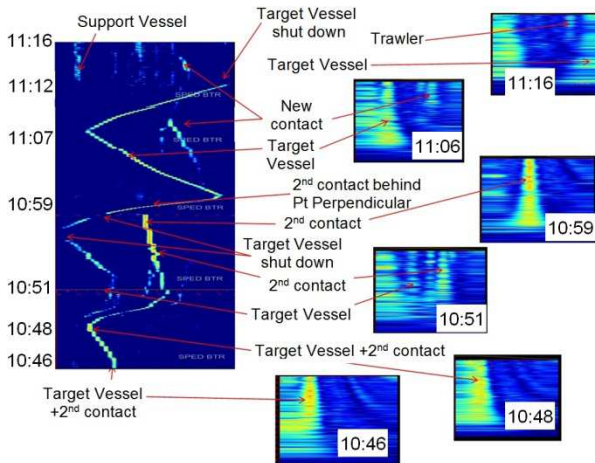 11:16
11:12
11:07
10:59
10:51
10:48
10:46
Support Vessel
Target Vessel
shut down
New
contact
Target
Vessel
2nd contact behind
Pt Perpendicular
2nd contact
Target Vessel
shut down
2nd contact
Target Vessel
Target Vessel +2nd contact
Target Vessel
+2nd contact
SPED BTR
SPED BTR
SPED BTR
SPED BTR
SPED BTR
Trawler
Target Vessel
11:16
11:06
10:59
10:51
10:48
10:46